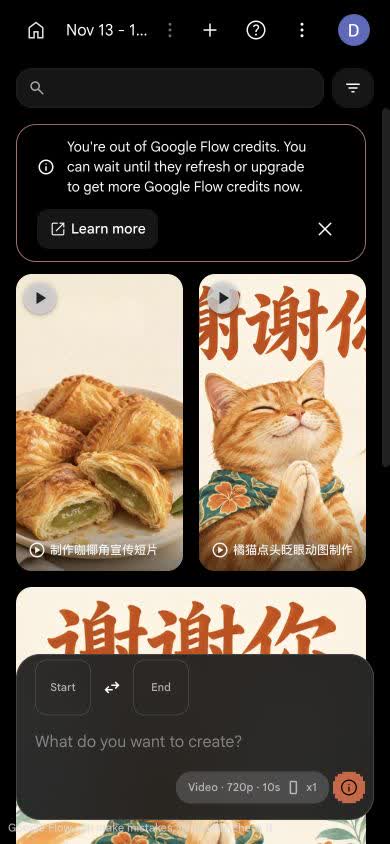 Nov 13 - 1...
D
You're out of Google Flow credits. You
can wait until they refresh or upgrade
to get more Google Flow credits now.
Learn more
谢谢你
制作咖椰角宣传短片
橘猫点头眨眼动图制作
谢谢你
Start
End
What do you want to create?
Video · 720p · 10s
x1